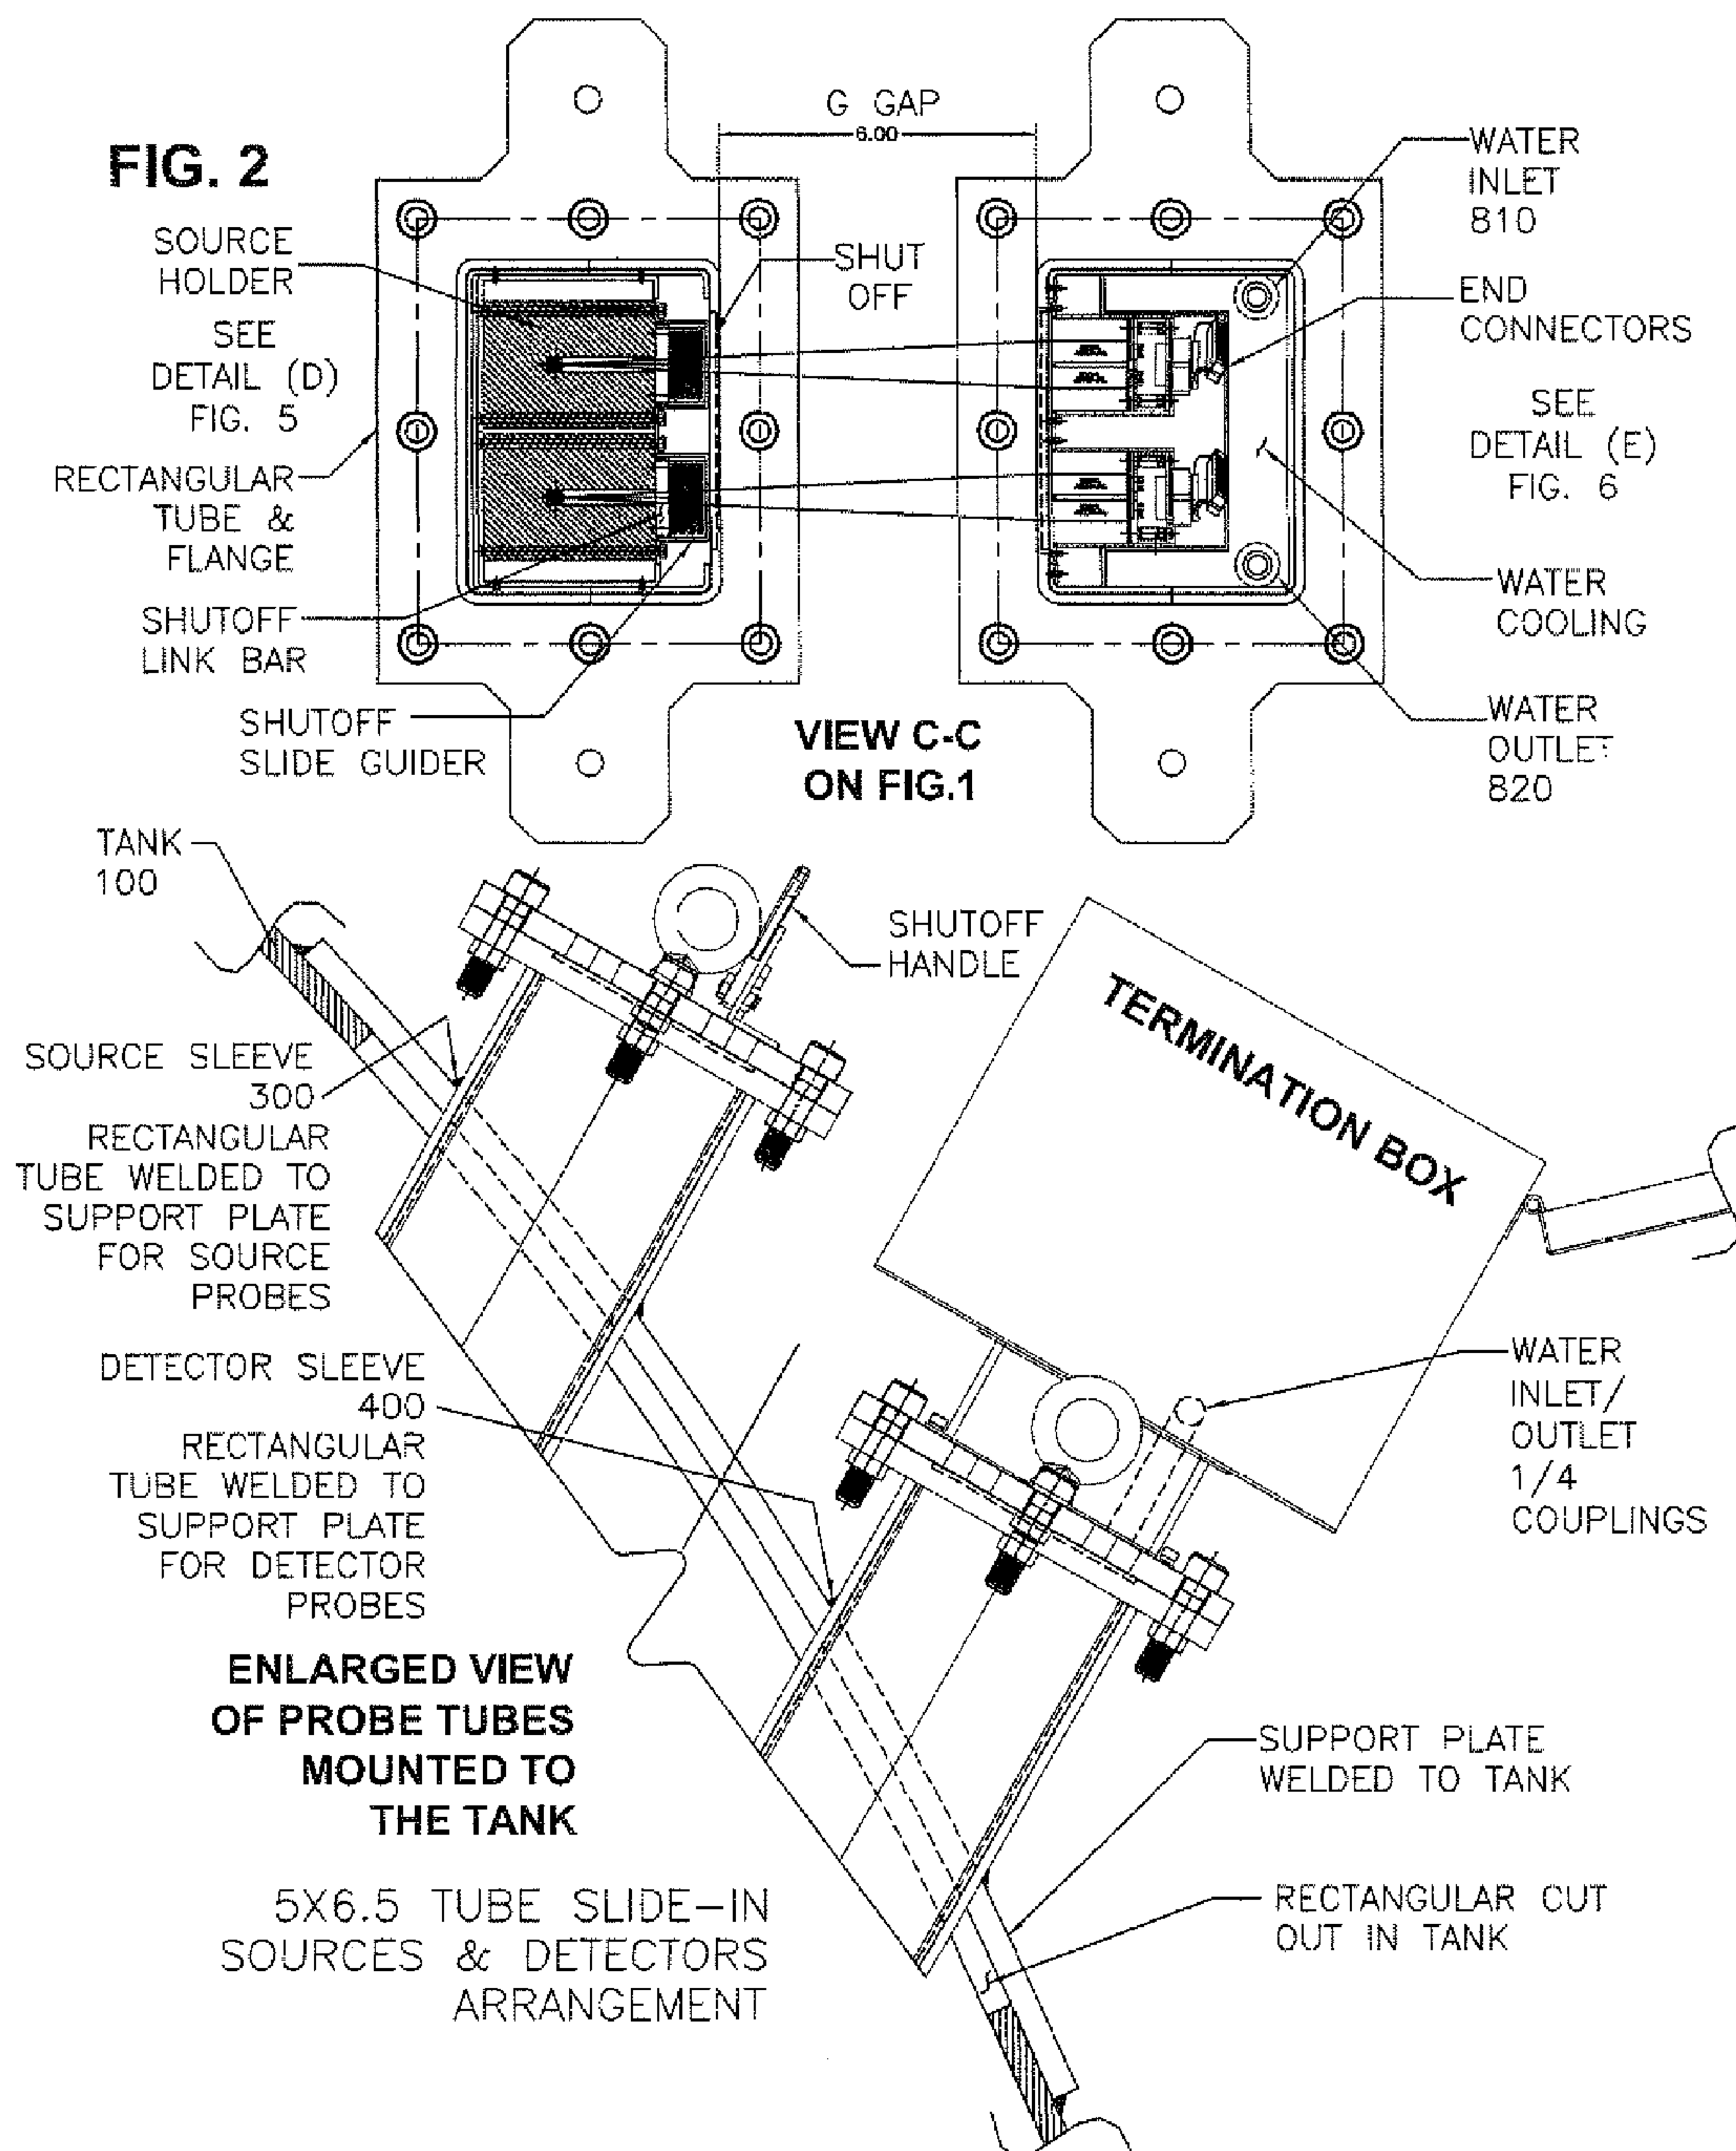 FIG. 2
G GAP
6.00
SOURCE
HOLDER
SEE
DETAIL (D)
FIG. 5
RECTANGULAR
TUBE &
FLANGE
SHUTOFF
LINK BAR
SHUTOFF
SLIDE GUIDER
SHUT
OFF
WATER
INLET
810
END
CONNECTORS
SEE
DETAIL (E)
FIG. 6
WATER
COOLING
WATER
OUTLET
820
VIEW C-C
ON FIG.1
TANK
100
SHUTOFF
HANDLE
TERMINATION BOX
SOURCE SLEEVE
300
RECTANGULAR
TUBE WELDED TO
SUPPORT PLATE
FOR SOURCE
PROBES
DETECTOR SLEEVE
400
RECTANGULAR
TUBE WELDED TO
SUPPORT PLATE
FOR DETECTOR
PROBES
WATER
INLET/
OUTLET
1/4
COUPLINGS
ENLARGED VIEW
OF PROBE TUBES
MOUNTED TO
THE TANK
SUPPORT PLATE
WELDED TO TANK
RECTANGULAR CUT
OUT IN TANK
5X6.5 TUBE SLIDE-IN
SOURCES & DETECTORS
ARRANGEMENT